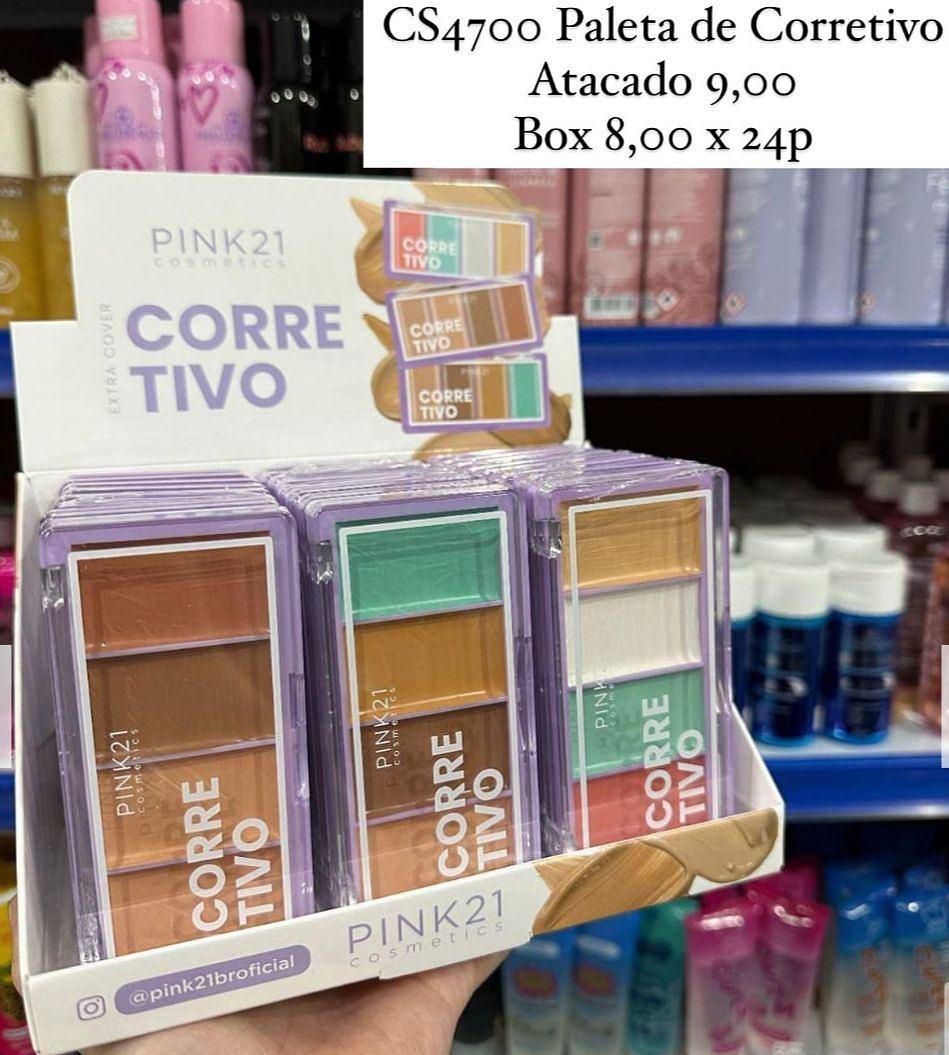 CS4700 Paleta de Corretivo
Atacado 9,00
Box 8,00 x 24p
PINK21
cosmetics
EXTRA COVER
CORRE
TIVO
CORRE
TIVO
CORRE
TIVO
PINK21
CORRE
TIVO
PINK21
cosmetics
CORRE
TIVO
PINK21
cosmetics
CORRE
TIVO
PINK21
cosmetics
CORRE
TIVO
PINK21
cosmetics
@pink21broficial